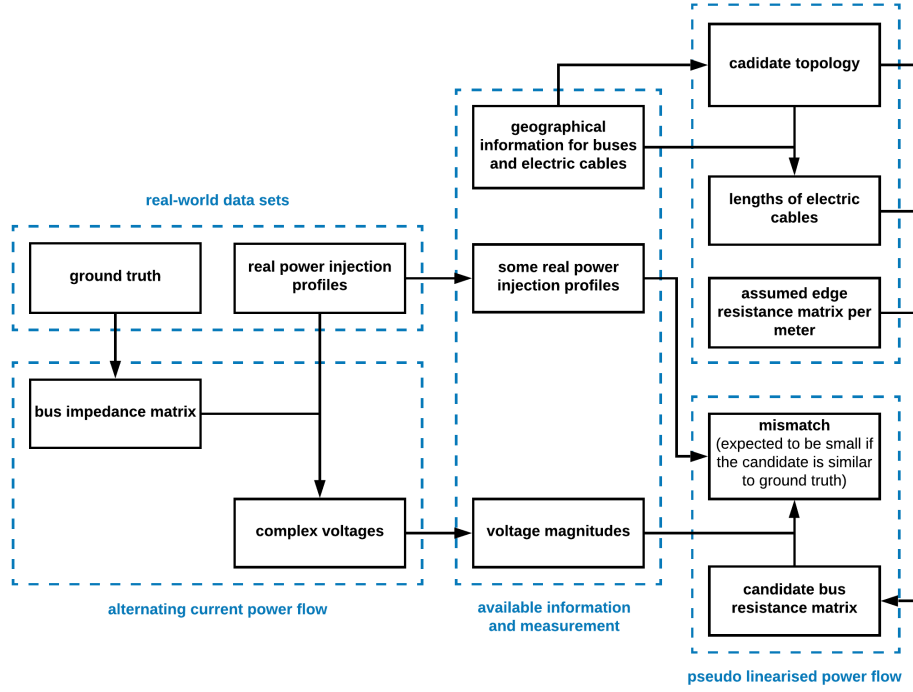 cadidate topology
geographical
information for buses
and electric cables
lengths of electric
cables
real-world data sets
ground truth
real power injection
profiles
some real power
injection profiles
assumed edge
resistance matrix per
meter
bus impedance matrix
mismatch
(expected to be small if
the candidate is similar
to ground truth)
complex voltages
voltage magnitudes
candidate bus
resistance matrix
alternating current power flow
available information
and measurement
pseudo linearised power flow